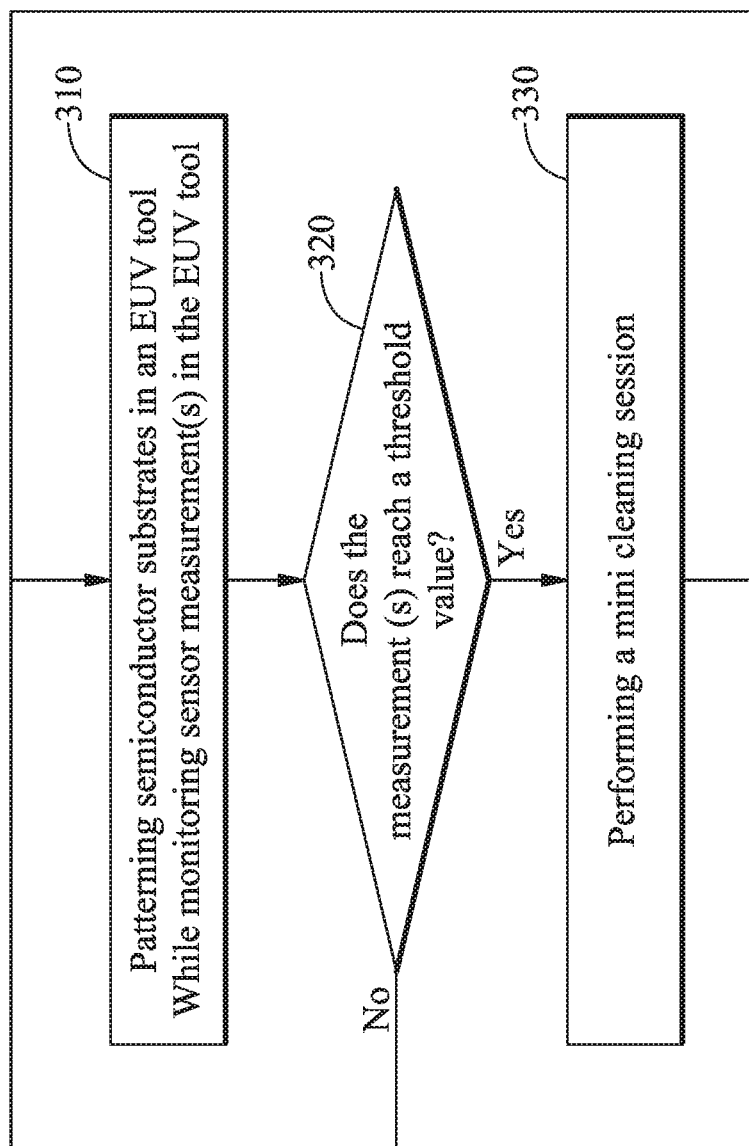 310
Patterning semiconductor substrates in an EUV tool
While monitoring sensor measurement(s) in the EUV tool
320
Does the
measurement (s) reach a threshold
value?
No
Yes
330
Performing a mini cleaning session